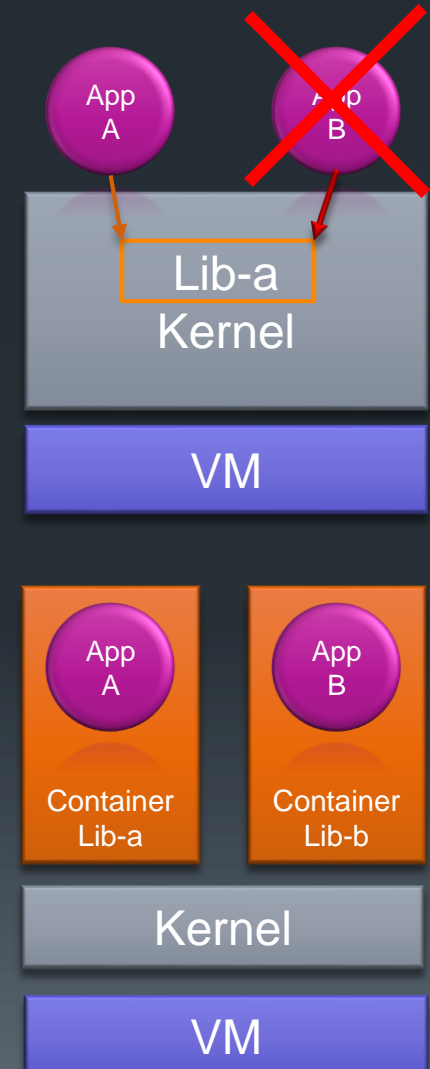 App
A
App
B
Lib-a
Kernel
VM
App
A
App
B
Container
Lib-a
Container
Lib-b
Kernel
VM